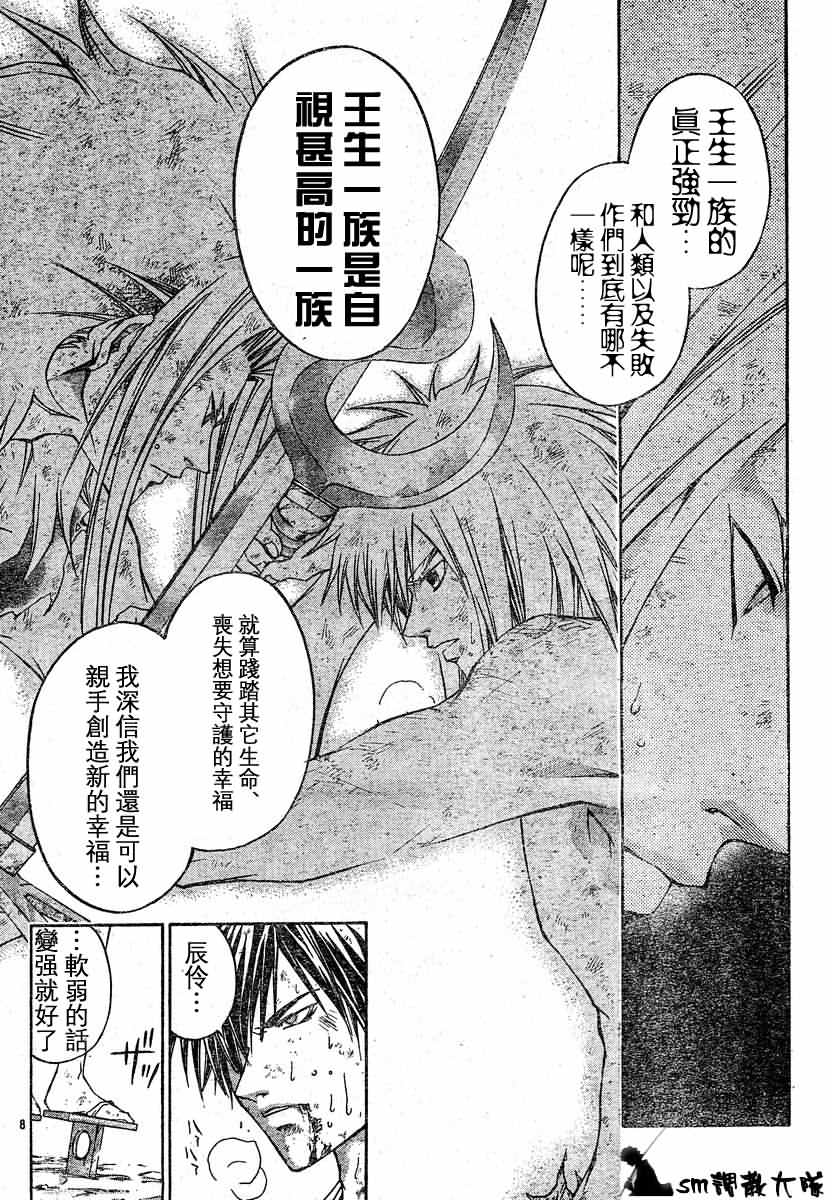 壬生一族的
真正強勁…
和人類以及失敗
作們到底有哪不
一樣呢……
壬生一族是自
視甚高的一族
就算踐踏其它生命、
喪失想要守護的幸福
我深信我們還是可以
親手創造新的幸福…
辰伶…
…軟弱的話
變强就好了
8
sm調教大隊